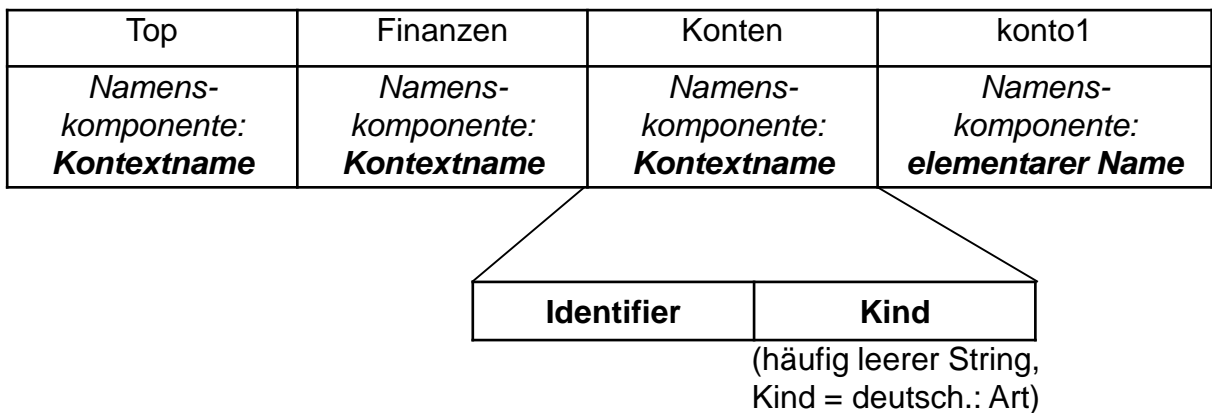 Top Finanzen Konten konto1
Namens- Namens- Namens- Namens-
komponente: komponente: komponente: komponente:
Kontextname Kontextname Kontextname elementarer Name
Identifier Kind
(häufig leerer String,
Kind = deutsch.: Art)